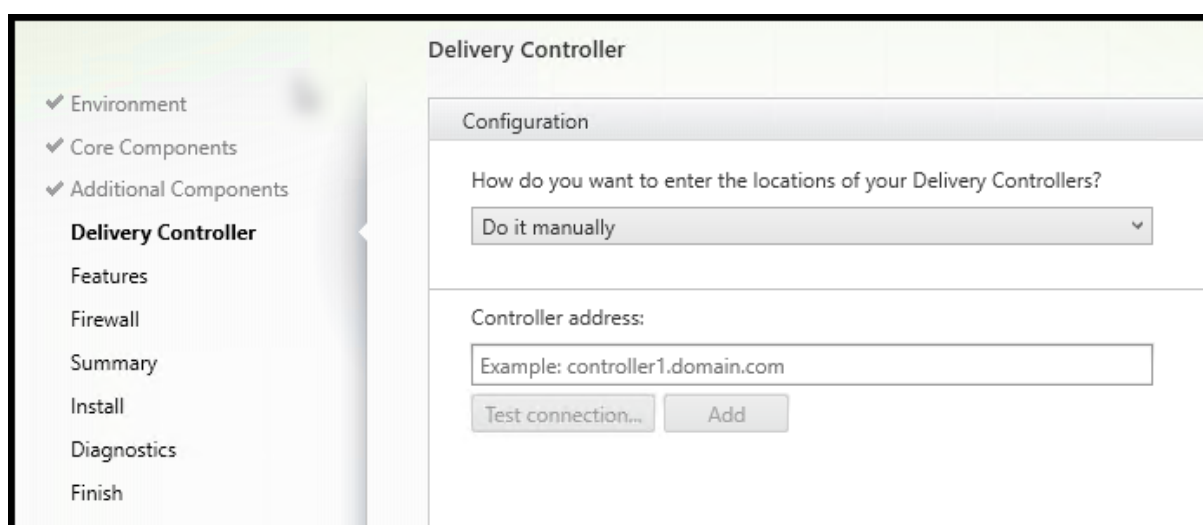 Delivery Controller
Environment
Core Components
Additional Components
Delivery Controller
Features
Firewall
Summary
Install
Diagnostics
Finish
Configuration
How do you want to enter the locations of your Delivery Controllers?
Do it manually
Controller address:
Example: controller1.domain.com
Test connection... Add